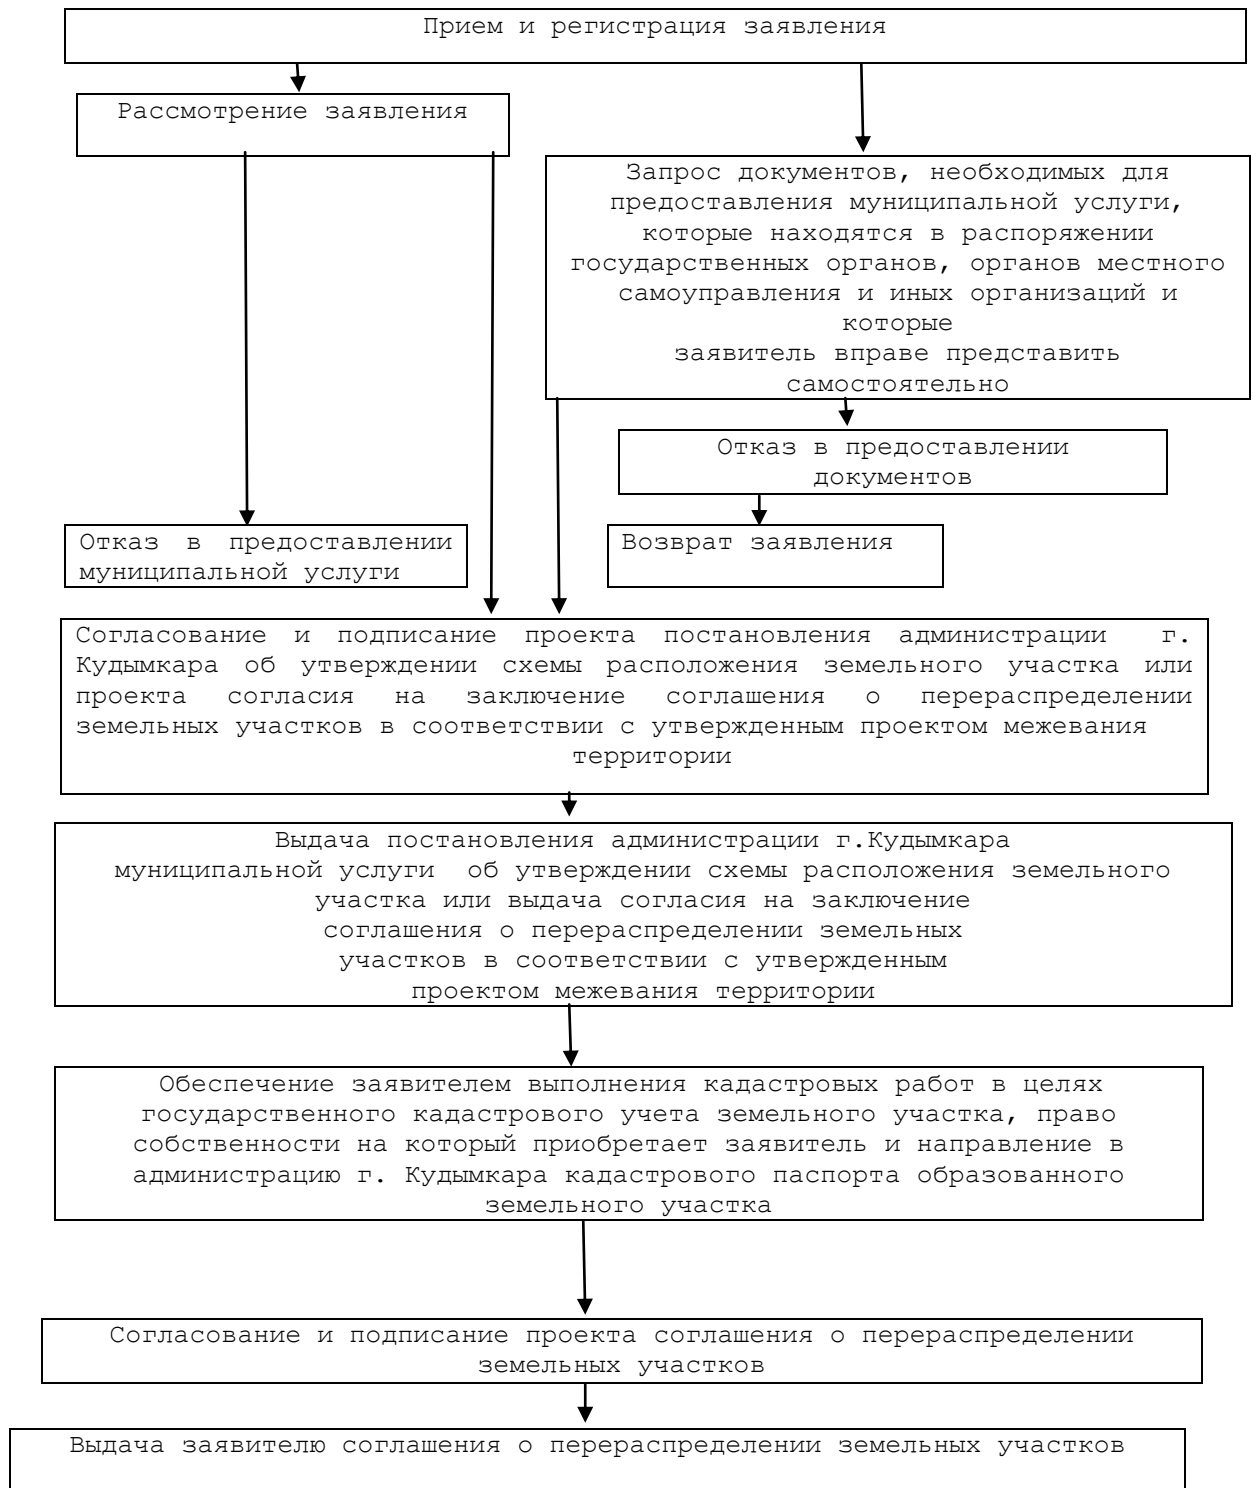 Прием и регистрация заявления
Рассмотрение заявления
Запрос документов, необходимых для
предоставления муниципальной услуги,
которые находятся в распоряжении
государственных органов, органов местного
самоуправления и иных организаций и
которые
заявитель вправе представить
самостоятельно
Отказ в предоставлении
документов
Отказ в предоставлении
муниципальной услуги
Возврат заявления
Согласование и подписание проекта постановления администрации г.
Кудымкара об утверждении схемы расположения земельного участка или
проекта согласия на заключение соглашения о перераспределении
земельных участков в соответствии с утвержденным проектом межевания
территории
Выдача постановления администрации г.Кудымкара
муниципальной услуги об утверждении схемы расположения земельного
участка или выдача согласия на заключение
соглашения о перераспределении земельных
участков в соответствии с утвержденным
проектом межевания территории
Обеспечение заявителем выполнения кадастровых работ в целях
государственного кадастрового учета земельного участка, право
собственности на который приобретает заявитель и направление в
администрацию г. Кудымкара кадастрового паспорта образованного
земельного участка
Согласование и подписание проекта соглашения о перераспределении
земельных участков
Выдача заявителю соглашения о перераспределении земельных участков